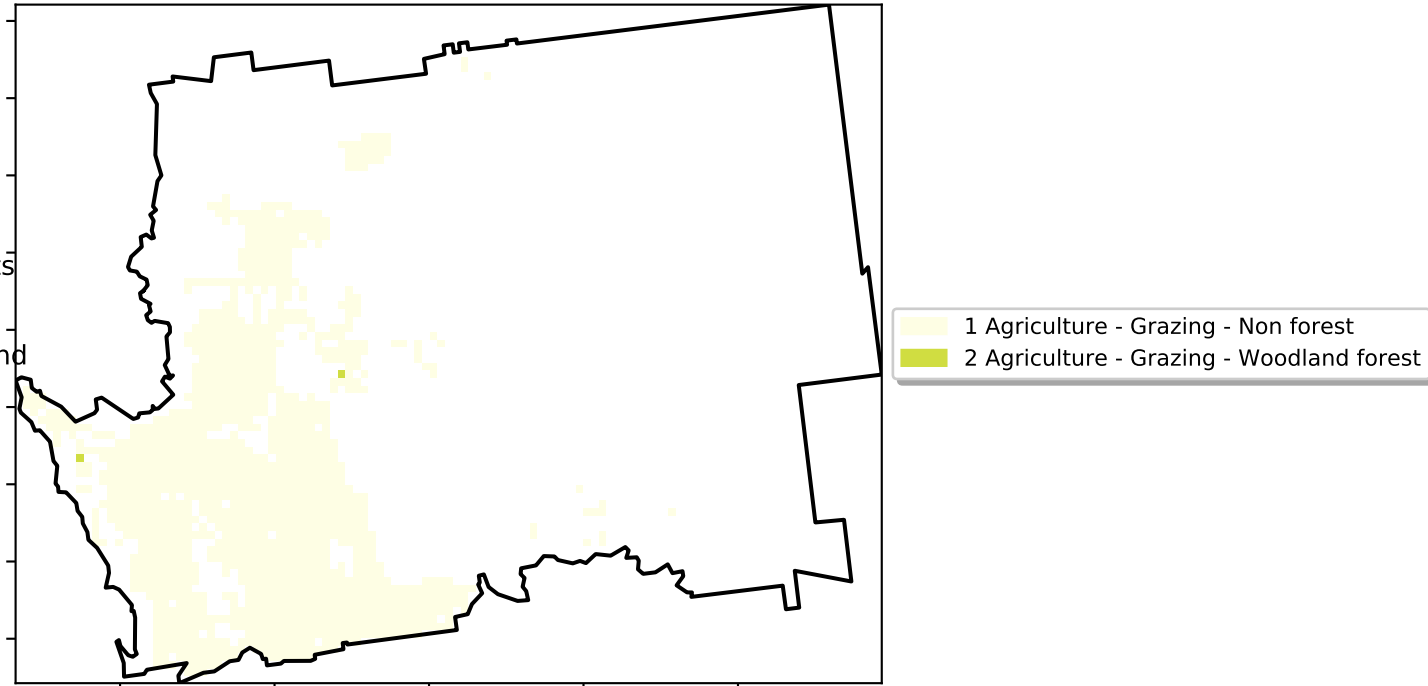 1 Agriculture - Grazing - Non forest
2 Agriculture - Grazing - Woodland forest